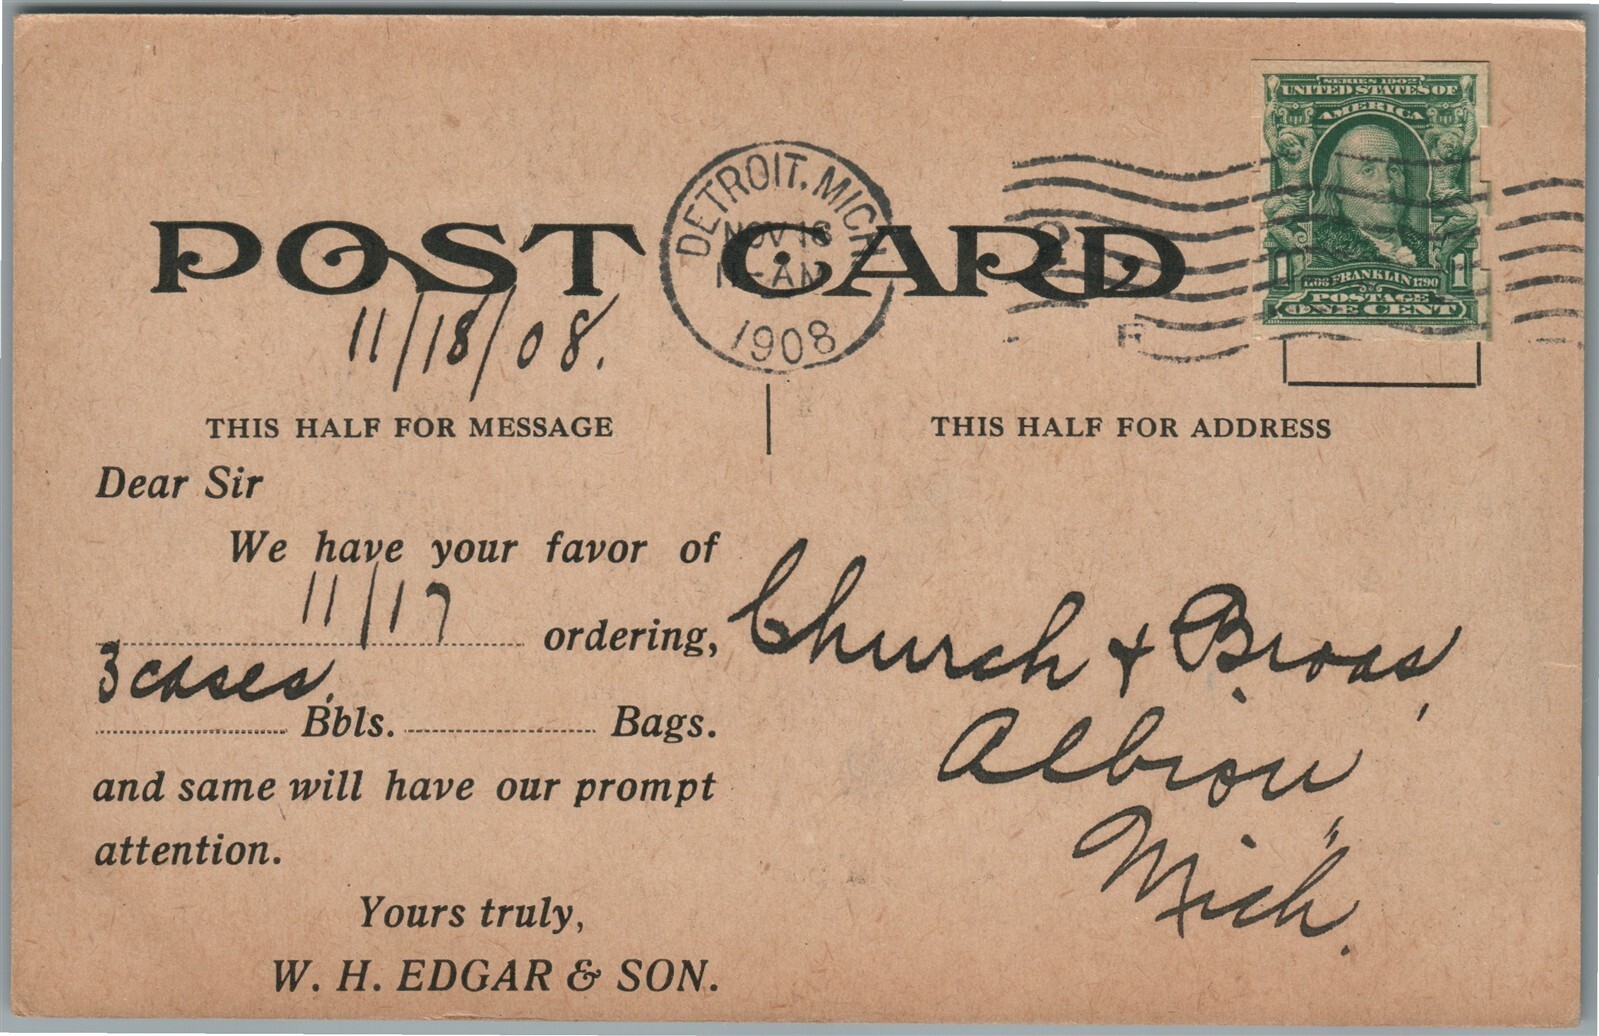 SERIES 1902
UNITED STATES OF
AMERICA
1 FRANKLIN 1790 1
POSTAGE
ONE CENT
DETROIT, MICH
NOV 18
11-AM
1908
POST CARD
11/18/08.
THIS HALF FOR MESSAGE
THIS HALF FOR ADDRESS
Dear Sir
We have your favor of
11/17 ordering,
3 cases,
Bbls. Bags.
and same will have our prompt
attention.
Yours truly,
W. H. EDGAR & SON.
Church & Broas,
Albion
Mich.